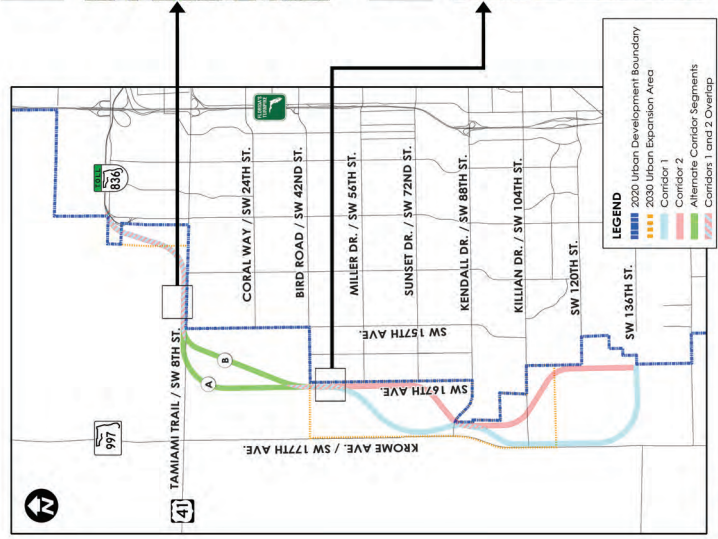 TOLL
836
FLORIDA'S
TURNPIKE
997
41
N
TAMIAMI TRAIL / SW 8TH ST.
CORAL WAY / SW 24TH ST.
BIRD ROAD / SW 42ND ST.
MILLER DR. / SW 56TH ST.
SUNSET DR. / SW 72ND ST.
KENDALL DR. / SW 88TH ST.
KILLIAN DR. / SW 104TH ST.
SW 120TH ST.
SW 136TH ST.
SW 157TH AVE.
SW 167TH AVE.
KROME AVE. / SW 177TH AVE.
A
B
LEGEND
2020 Urban Development Boundary
2030 Urban Expansion Area
Corridor 1
Corridor 2
Alternate Corridor Segments
Corridors 1 and 2 Overlap